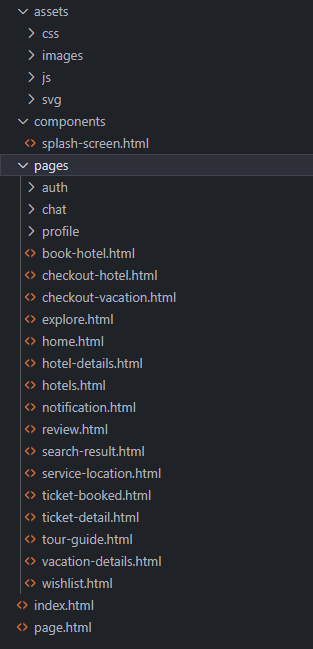 assets
css
images
js
svg
components
splash-screen.html
pages
auth
chat
profile
book-hotel.html
checkout-hotel.html
checkout-vacation.html
explore.html
home.html
hotel-details.html
hotels.html
notification.html
review.html
search-result.html
service-location.html
ticket-booked.html
ticket-detail.html
tour-guide.html
vacation-details.html
wishlist.html
index.html
page.html